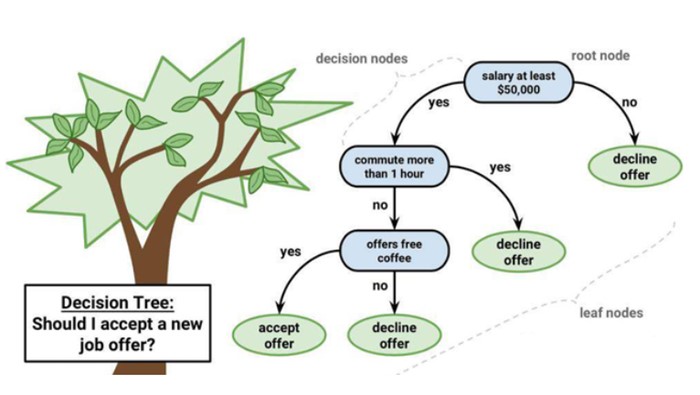 decision nodes
root node
salary at least
$50,000
yes
no
commute more
than 1 hour
yes
decline
offer
no
offers free
coffee
decline
offer
yes
no
leaf nodes
accept
offer
decline
offer
Decision Tree:
Should I accept a new
job offer?